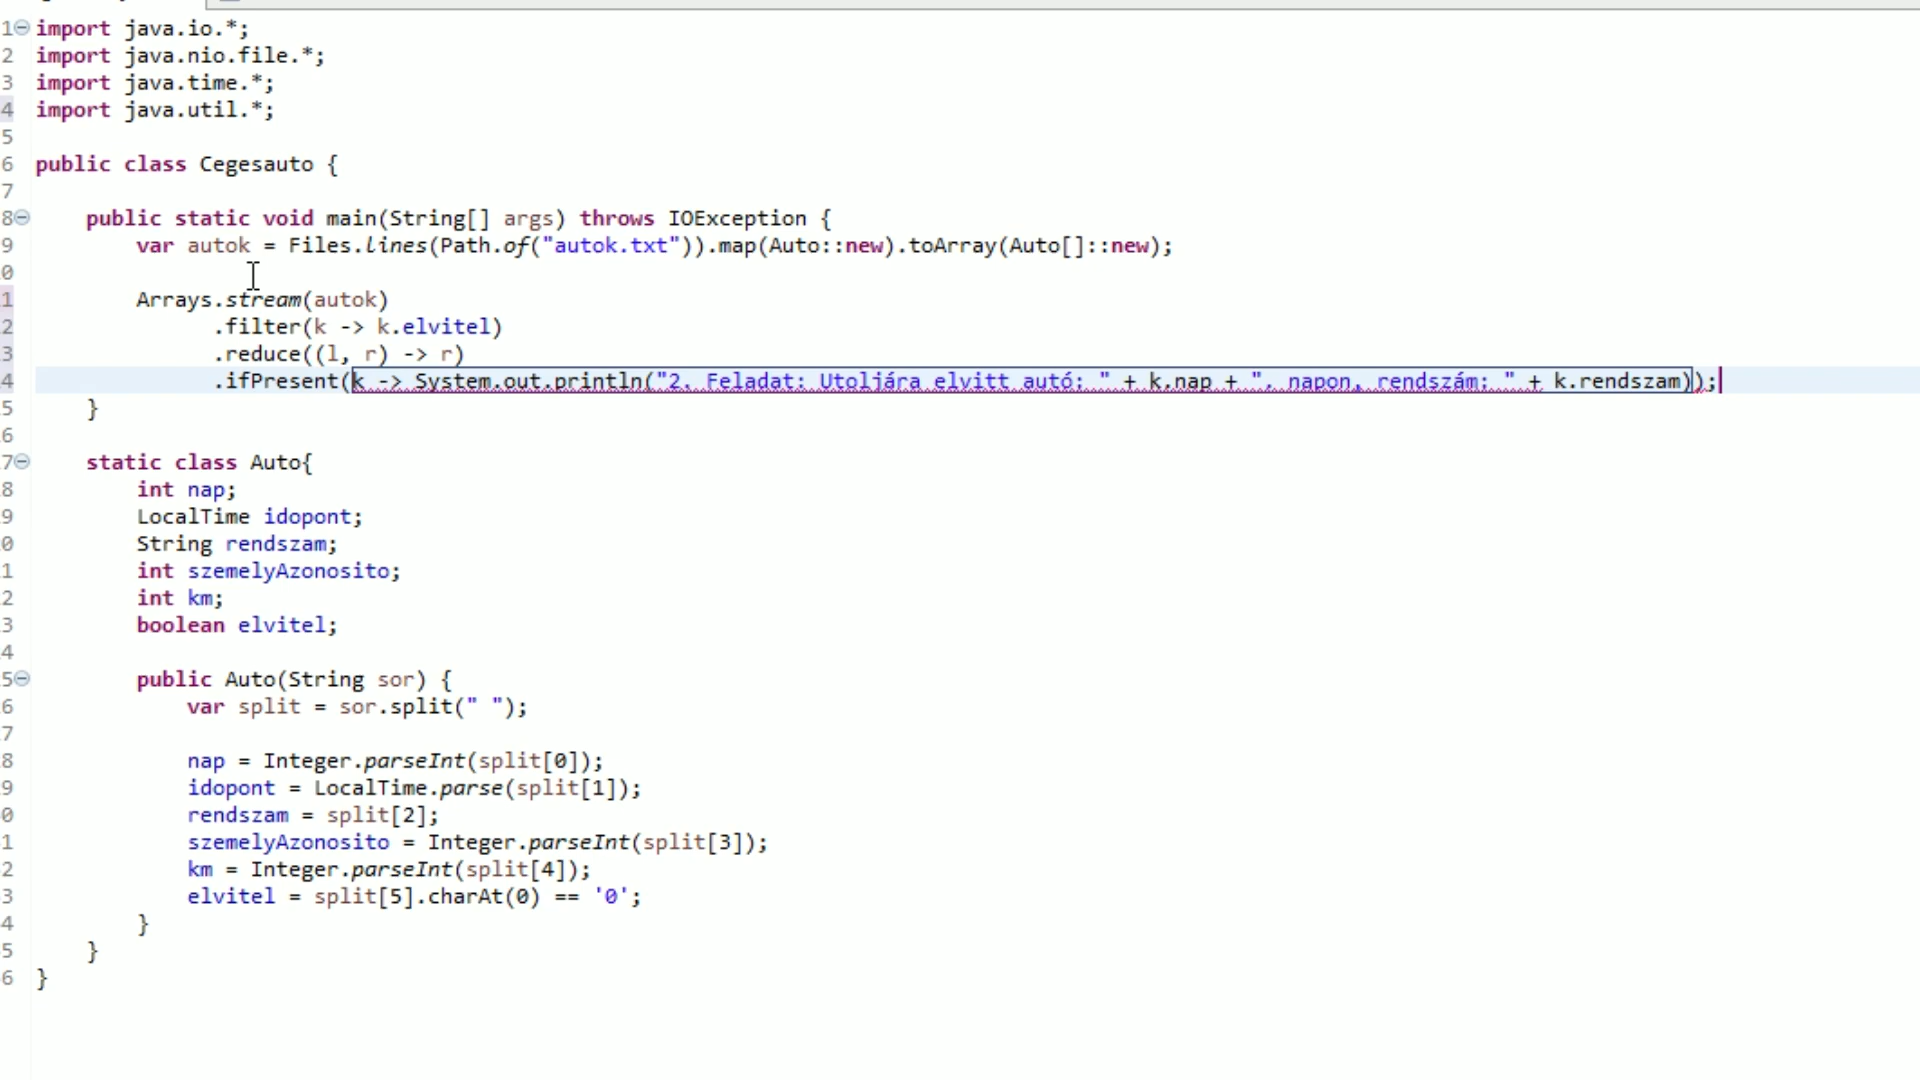 1 import java.io.*;
2 import java.nio.file.*;
3 import java.time.*;
4 import java.util.*;
5
6 public class Cegesauto {
7
8 public static void main(String[] args) throws IOException {
9 var autok = Files.lines(Path.of("autok.txt")).map(Auto::new).toArray(Auto[]::new);
0
1 Arrays.stream(autok)
2 .filter(k -> k.elvitel)
3 .reduce((l, r) -> r)
4 .ifPresent(k -> System.out.println("2. Feladat: Utoljára elvitt autó: " + k.nap + ". napon, rendszám: " + k.rendszam));
5 }
6
7 static class Auto{
8 int nap;
9 LocalTime idopont;
0 String rendszam;
1 int szemelyAzonosito;
2 int km;
3 boolean elvitel;
4
5 public Auto(String sor) {
6 var split = sor.split(" ");
7
8 nap = Integer.parseInt(split[0]);
9 idopont = LocalTime.parse(split[1]);
0 rendszam = split[2];
1 szemelyAzonosito = Integer.parseInt(split[3]);
2 km = Integer.parseInt(split[4]);
3 elvitel = split[5].charAt(0) == '0';
4 }
5 }
6 }